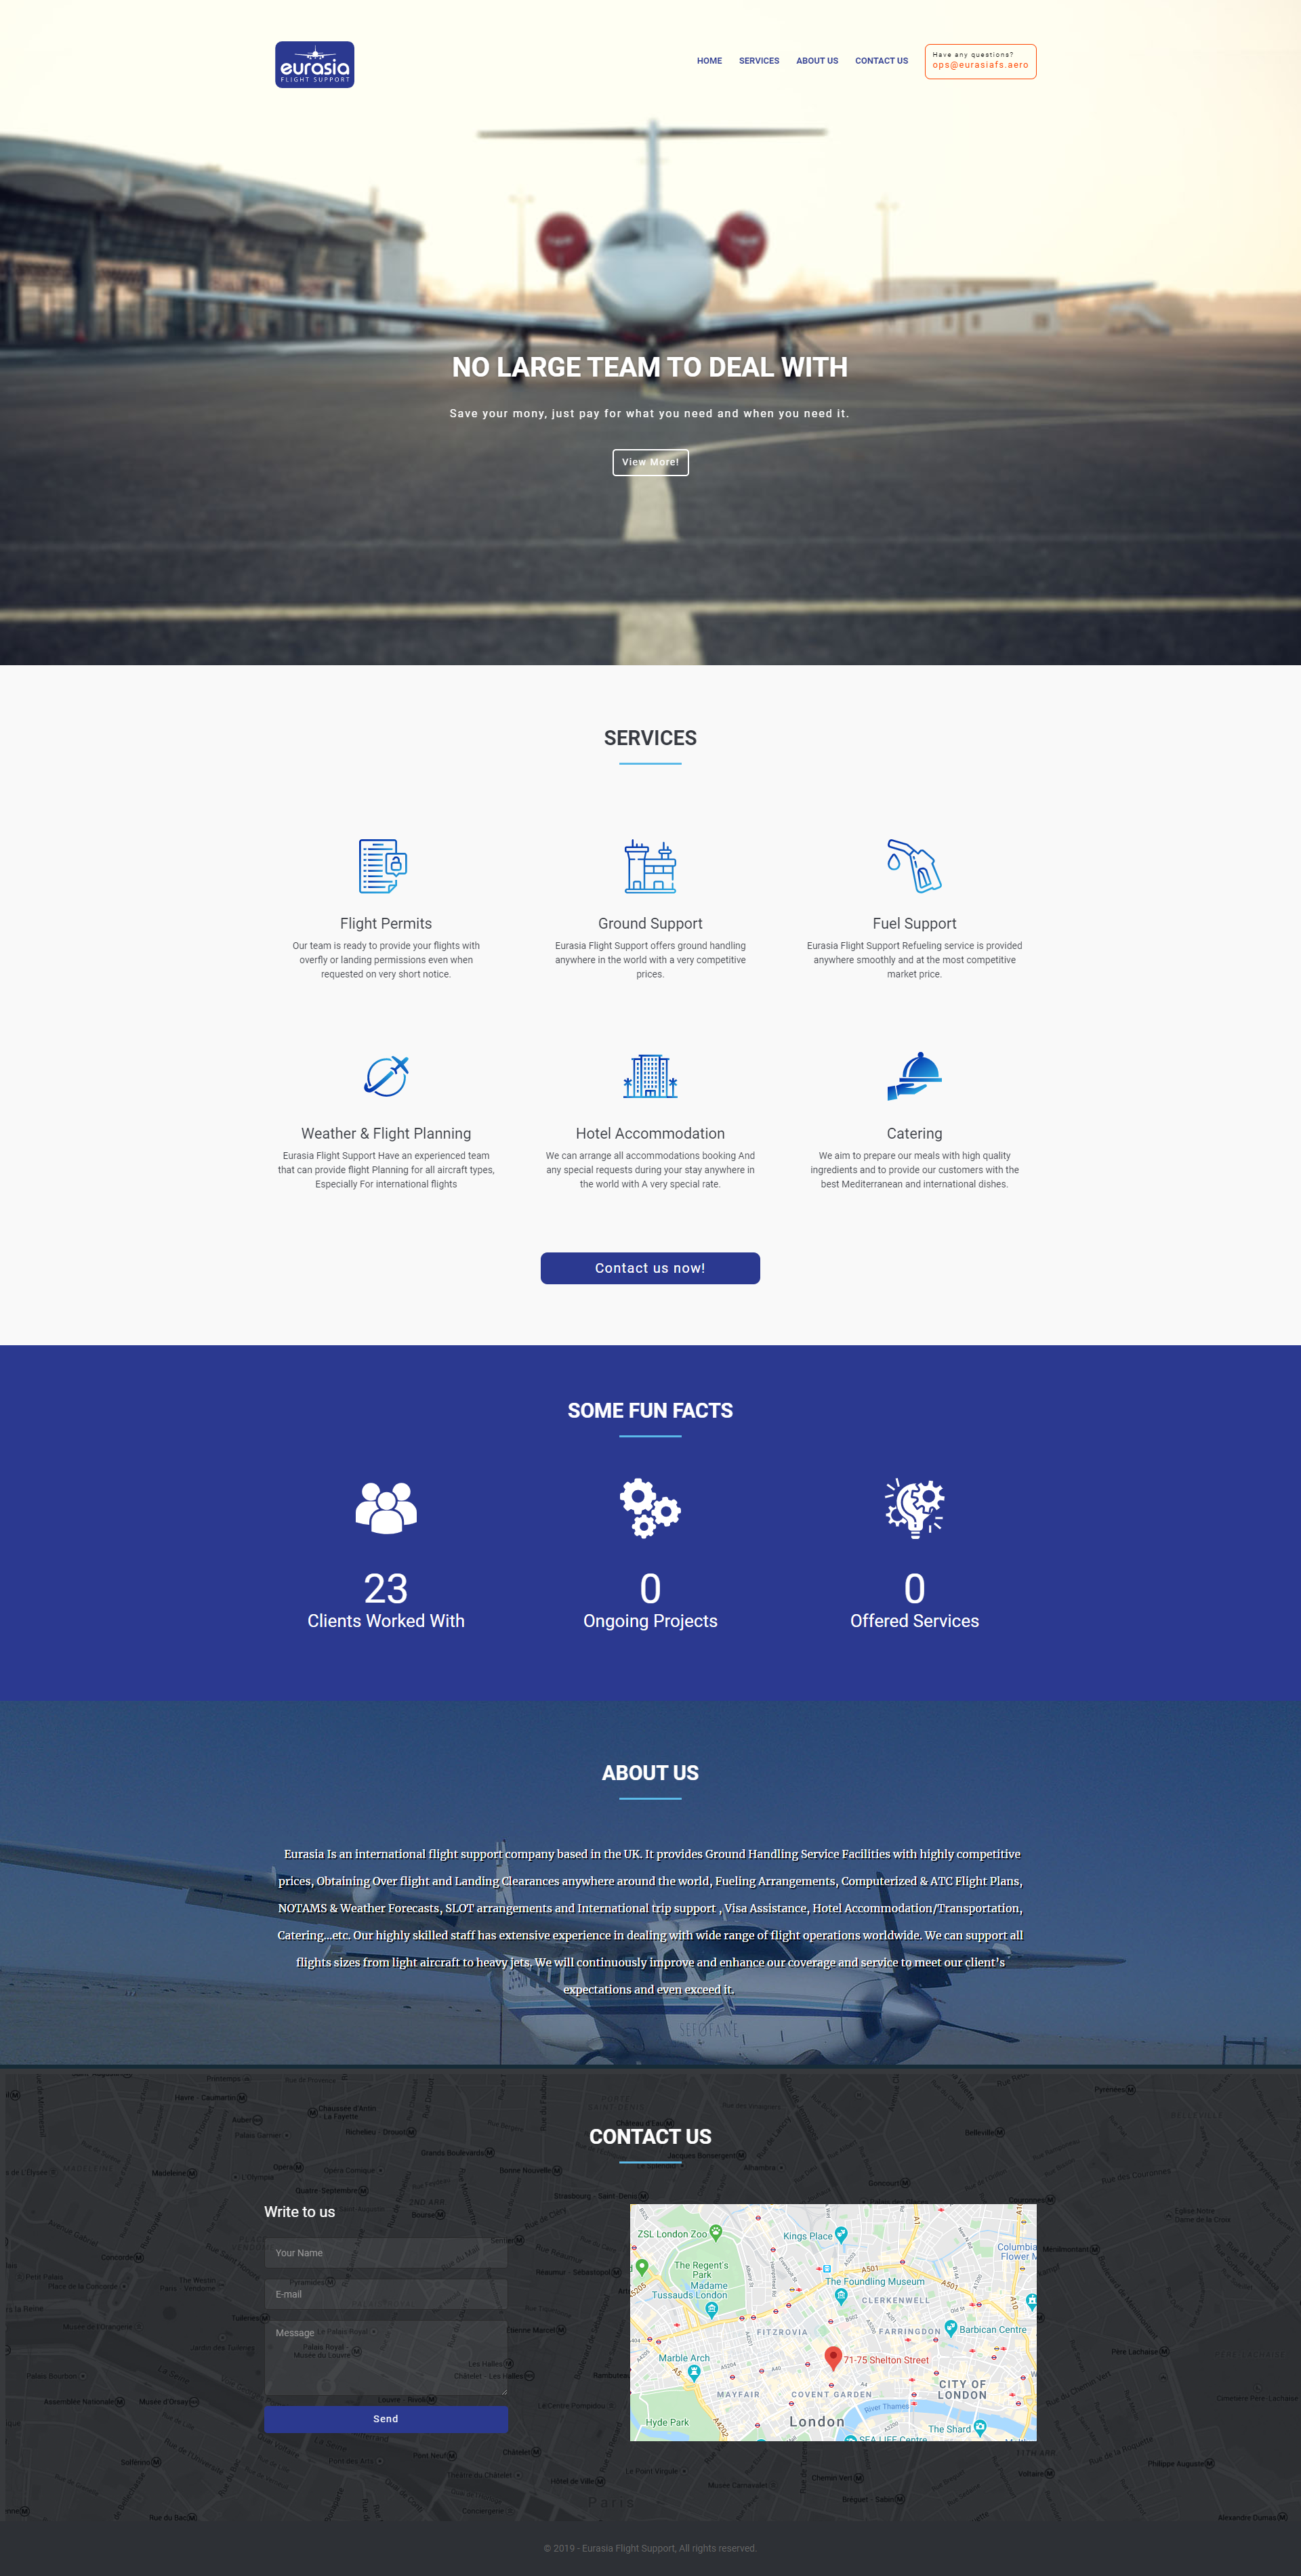 eurasia
FLIGHT SUPPORT
HOME
SERVICES
ABOUT US
CONTACT US
Have any questions?
ops@eurasiafs.aero
NO LARGE TEAM TO DEAL WITH
Save your mony, just pay for what you need and when you need it.
View More!
SERVICES
Flight Permits
Our team is ready to provide your flights with
overfly or landing permissions even when
requested on very short notice.
Ground Support
Eurasia Flight Support offers ground handling
anywhere in the world with a very competitive
prices.
Fuel Support
Eurasia Flight Support Refueling service is provided
anywhere smoothly and at the most competitive
market price.
Weather & Flight Planning
Eurasia Flight Support Have an experienced team
that can provide flight Planning for all aircraft types,
Especially For international flights
Hotel Accommodation
We can arrange all accommodations booking And
any special requests during your stay anywhere in
the world with A very special rate.
Catering
We aim to prepare our meals with high quality
ingredients and to provide our customers with the
best Mediterranean and international dishes.
Contact us now!
SOME FUN FACTS
23
Clients Worked With
0
Ongoing Projects
0
Offered Services
ABOUT US
Eurasia Is an international flight support company based in the UK. It provides Ground Handling Service Facilities with highly competitive
prices, Obtaining Over flight and Landing Clearances anywhere around the world, Fueling Arrangements, Computerized & ATC Flight Plans,
NOTAMS & Weather Forecasts, SLOT arrangements and International trip support , Visa Assistance, Hotel Accommodation/Transportation,
Catering...etc. Our highly skilled staff has extensive experience in dealing with wide range of flight operations worldwide. We can support all
flights sizes from light aircraft to heavy jets. We will continuously improve and enhance our coverage and service to meet our client's
expectations and even exceed it.
SEFOFANE
CONTACT US
Write to us
Your Name
E-mail
Message
Send
ZSL London Zoo
Kings Place
The Regent's
Park
Madame
Tussauds London
The Foundling Museum
CLERKENWELL
FITZROVIA
FARRINGDON
Barbican Centre
Marble Arch
71-75 Shelton Street
MAYFAIR
COVENT GARDEN
CITY OF
LONDON
River Thames
Hyde Park
London
The Shard
SEA LIFE Centre
© 2019 - Eurasia Flight Support, All rights reserved.